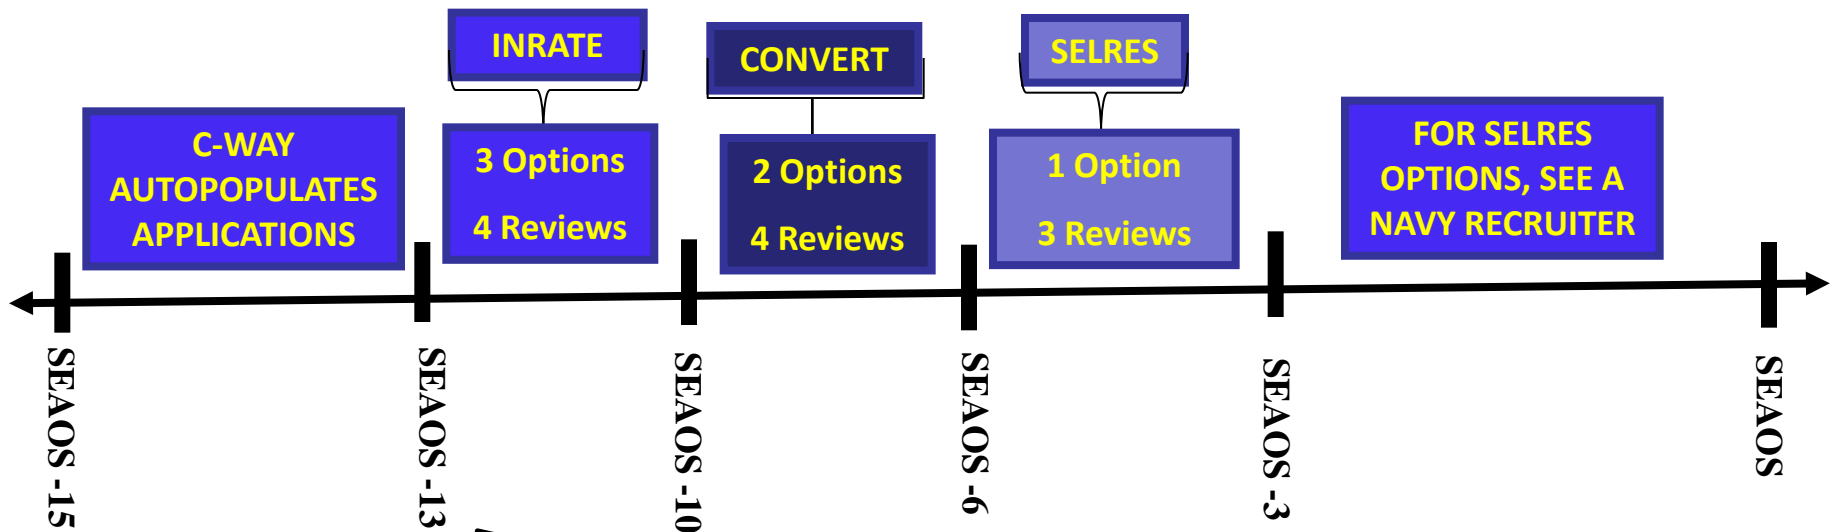 INRATE
CONVERT
SELRES
C-WAY
AUTOPOPULATES
APPLICATIONS
3 Options
4 Reviews
2 Options
4 Reviews
1 Option
3 Reviews
FOR SELRES
OPTIONS, SEE A
NAVY RECRUITER
SEAOS -15
SEAOS -13
SEAOS -10
SEAOS -6
SEAOS -3
SEAOS